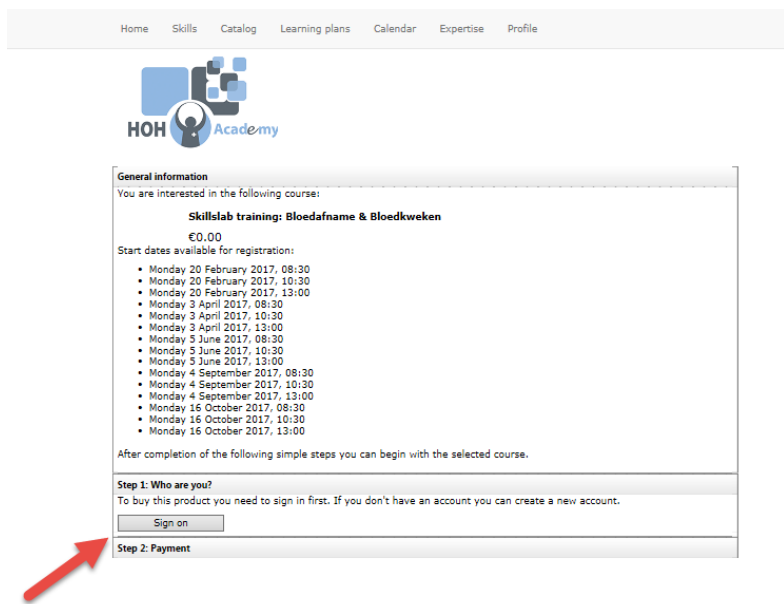 Home Skills Catalog Learning plans Calendar Expertise Profile
HOH Academy
General information
You are interested in the following course:
Skillslab training: Bloedafname & Bloedkweken
€0.00
Start dates available for registration:
• Monday 20 February 2017, 08:30
• Monday 20 February 2017, 10:30
• Monday 20 February 2017, 13:00
• Monday 3 April 2017, 08:30
• Monday 3 April 2017, 10:30
• Monday 3 April 2017, 13:00
• Monday 5 June 2017, 08:30
• Monday 5 June 2017, 10:30
• Monday 5 June 2017, 13:00
• Monday 4 September 2017, 08:30
• Monday 4 September 2017, 10:30
• Monday 4 September 2017, 13:00
• Monday 16 October 2017, 08:30
• Monday 16 October 2017, 10:30
• Monday 16 October 2017, 13:00
After completion of the following simple steps you can begin with the selected course.
Step 1: Who are you?
To buy this product you need to sign in first. If you don't have an account you can create a new account.
Sign on
Step 2: Payment